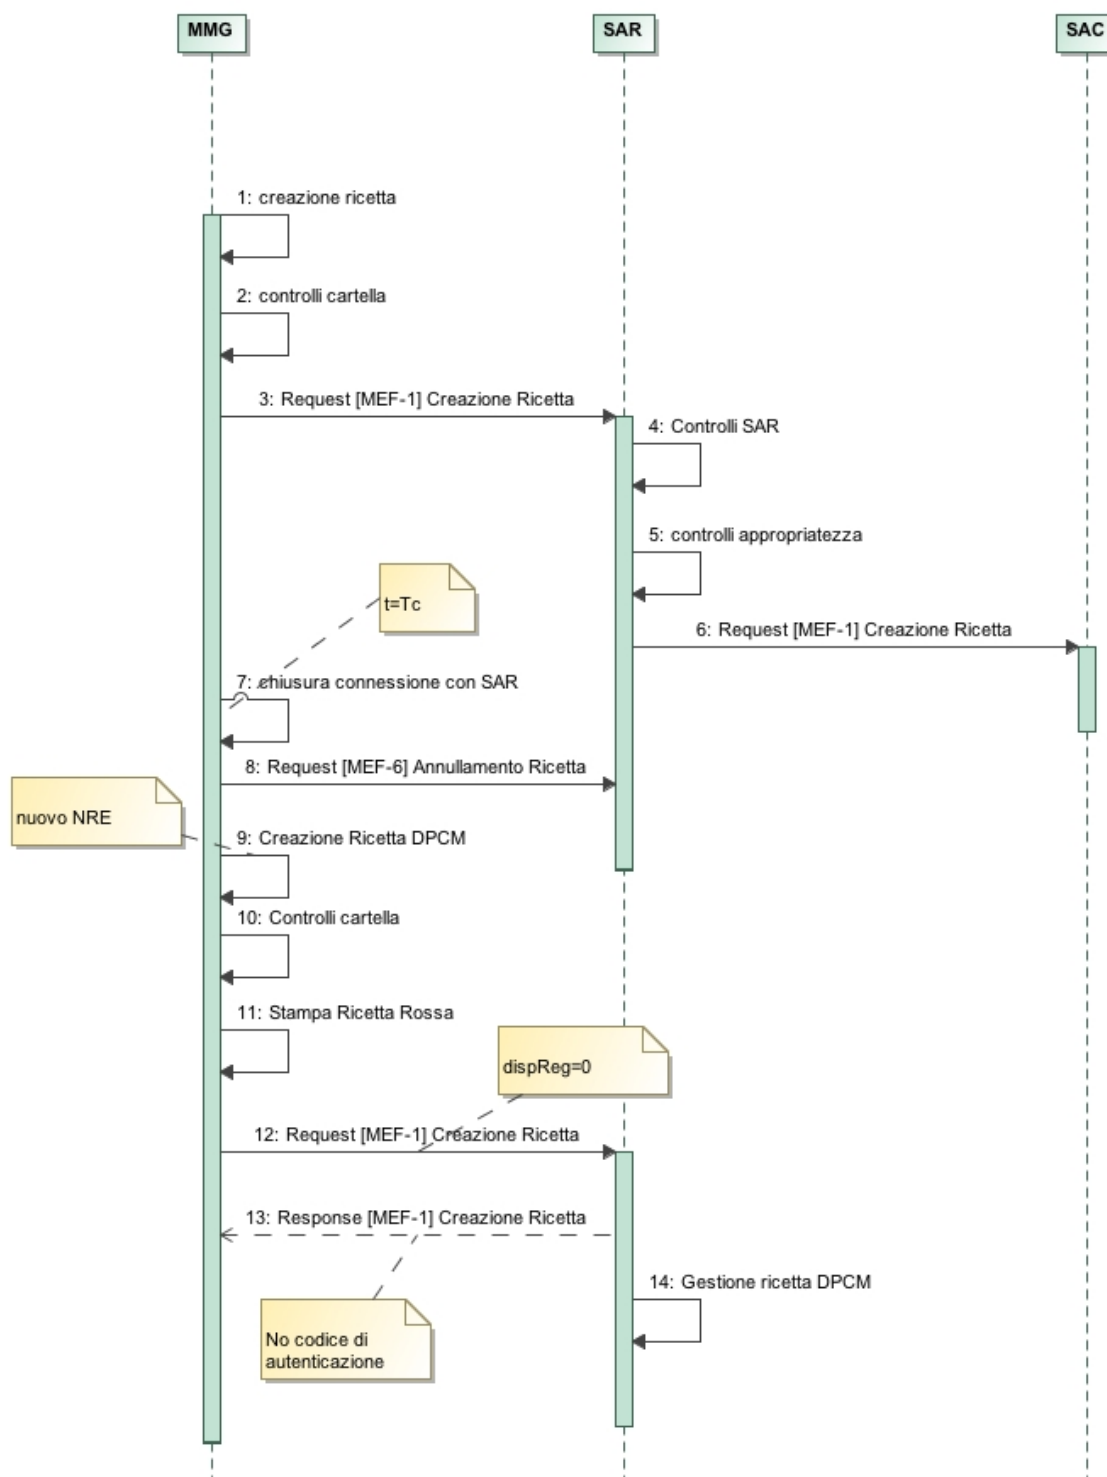 MMG
SAR
SAC
1: creazione ricetta
2: controlli cartella
3: Request [MEF-1] Creazione Ricetta
4: Controlli SAR
5: controlli appropriatezza
t=Tc
6: Request [MEF-1] Creazione Ricetta
7: chiusura connessione con SAR
8: Request [MEF-6] Annullamento Ricetta
nuovo NRE
9: Creazione Ricetta DPCM
10: Controlli cartella
11: Stampa Ricetta Rossa
dispReg=0
12: Request [MEF-1] Creazione Ricetta
13: Response [MEF-1] Creazione Ricetta
14: Gestione ricetta DPCM
No codice di
autenticazione